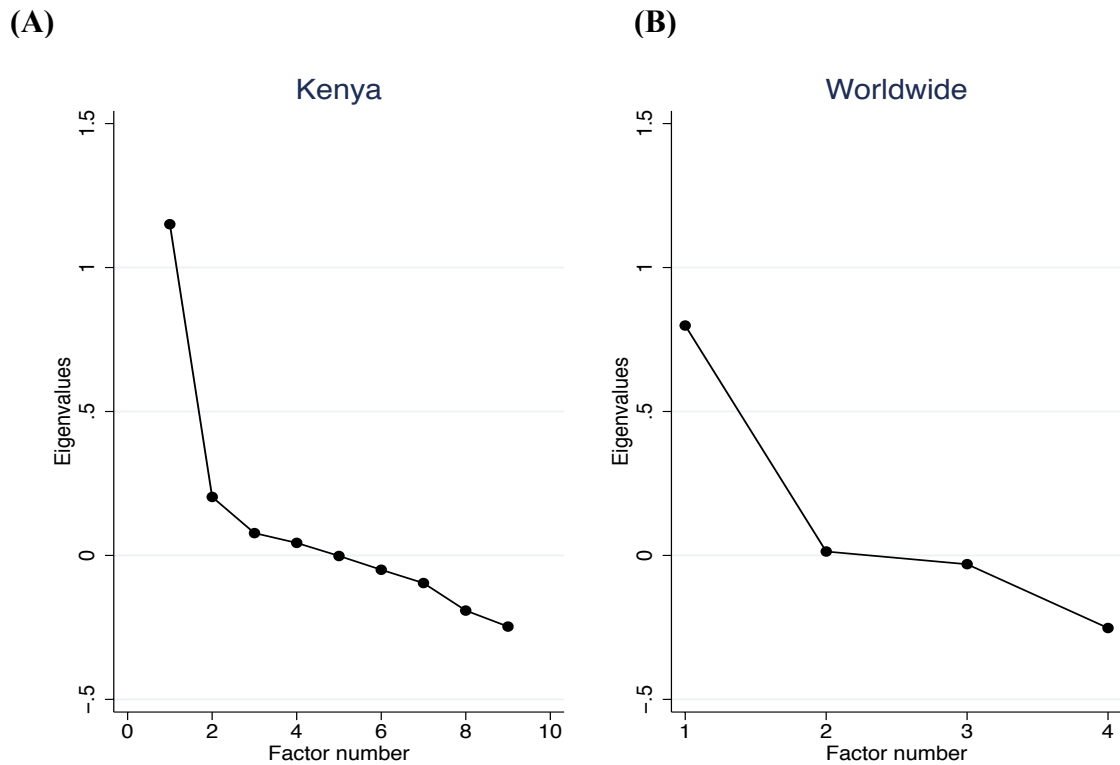 (A)
Kenya
1.5
1
.5
0
-.5
Eigenvalues
0 2 4 6 8 10
Factor number
(B)
Worldwide
1.5
1
.5
0
-.5
Eigenvalues
1 2 3 4
Factor number